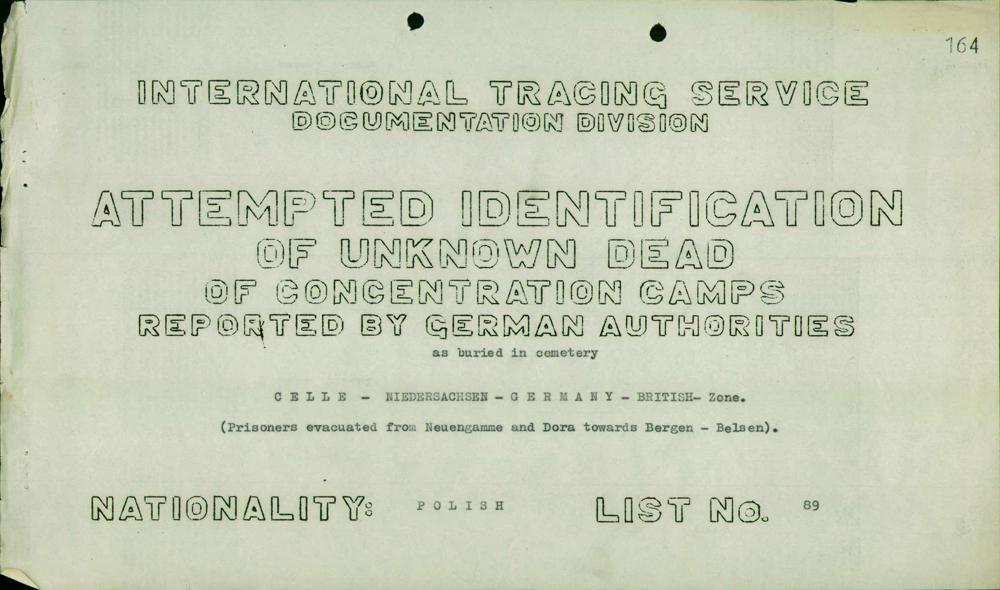 164
INTERNATIONAL TRACING SERVICE
DOCUMENTATION DIVISION
ATTEMPTED IDENTIFICATION
OF UNKNOWN DEAD
OF CONCENTRATION CAMPS
REPORTED BY GERMAN AUTHORITIES
as buried in cemetery
C E L L E - NIEDERSACHSEN - G E R M A N Y - BRITISH- Zone.
(Prisoners evacuated from Neuengamme and Dora towards Bergen - Belsen).
NATIONALITY: P O L I S H LIST No. 89